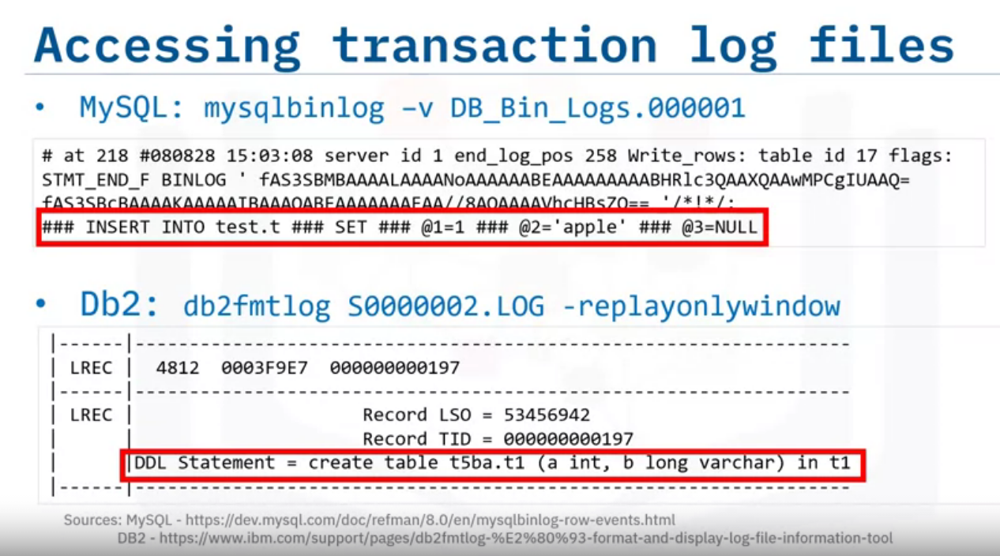 Accessing transaction log files
• MySQL: mysqlbinlog –v DB_Bin_Logs.000001
# at 218 #080828 15:03:08 server id 1 end_log_pos 258 Write_rows: table id 17 flags:
STMT_END_F BINLOG ' fAS3SBMBAAAALAAAANoAAAAAABEAAAAAAAAABHRlc3QAAXQAAwMPCgIUAAQ=
'/*!*/;
### INSERT INTO test.t ### SET ### @1=1 ### @2='apple' ### @3=NULL
• Db2: db2fmtlog S0000002.LOG -replayonlywindow
|------|------------------------------------------------------------------
| LREC | 4812 0003F9E7 000000000197
|------|------------------------------------------------------------------
| LREC | Record LSO = 53456942
| | Record TID = 000000000197
| |DDL Statement = create table t5ba.t1 (a int, b long varchar) in t1
|------|------------------------------------------------------------------
Sources: MySQL - https://dev.mysql.com/doc/refman/8.0/en/mysqlbinlog-row-events.html
DB2 - https://www.ibm.com/support/pages/db2fmtlog-%E2%80%93-format-and-display-log-file-information-tool